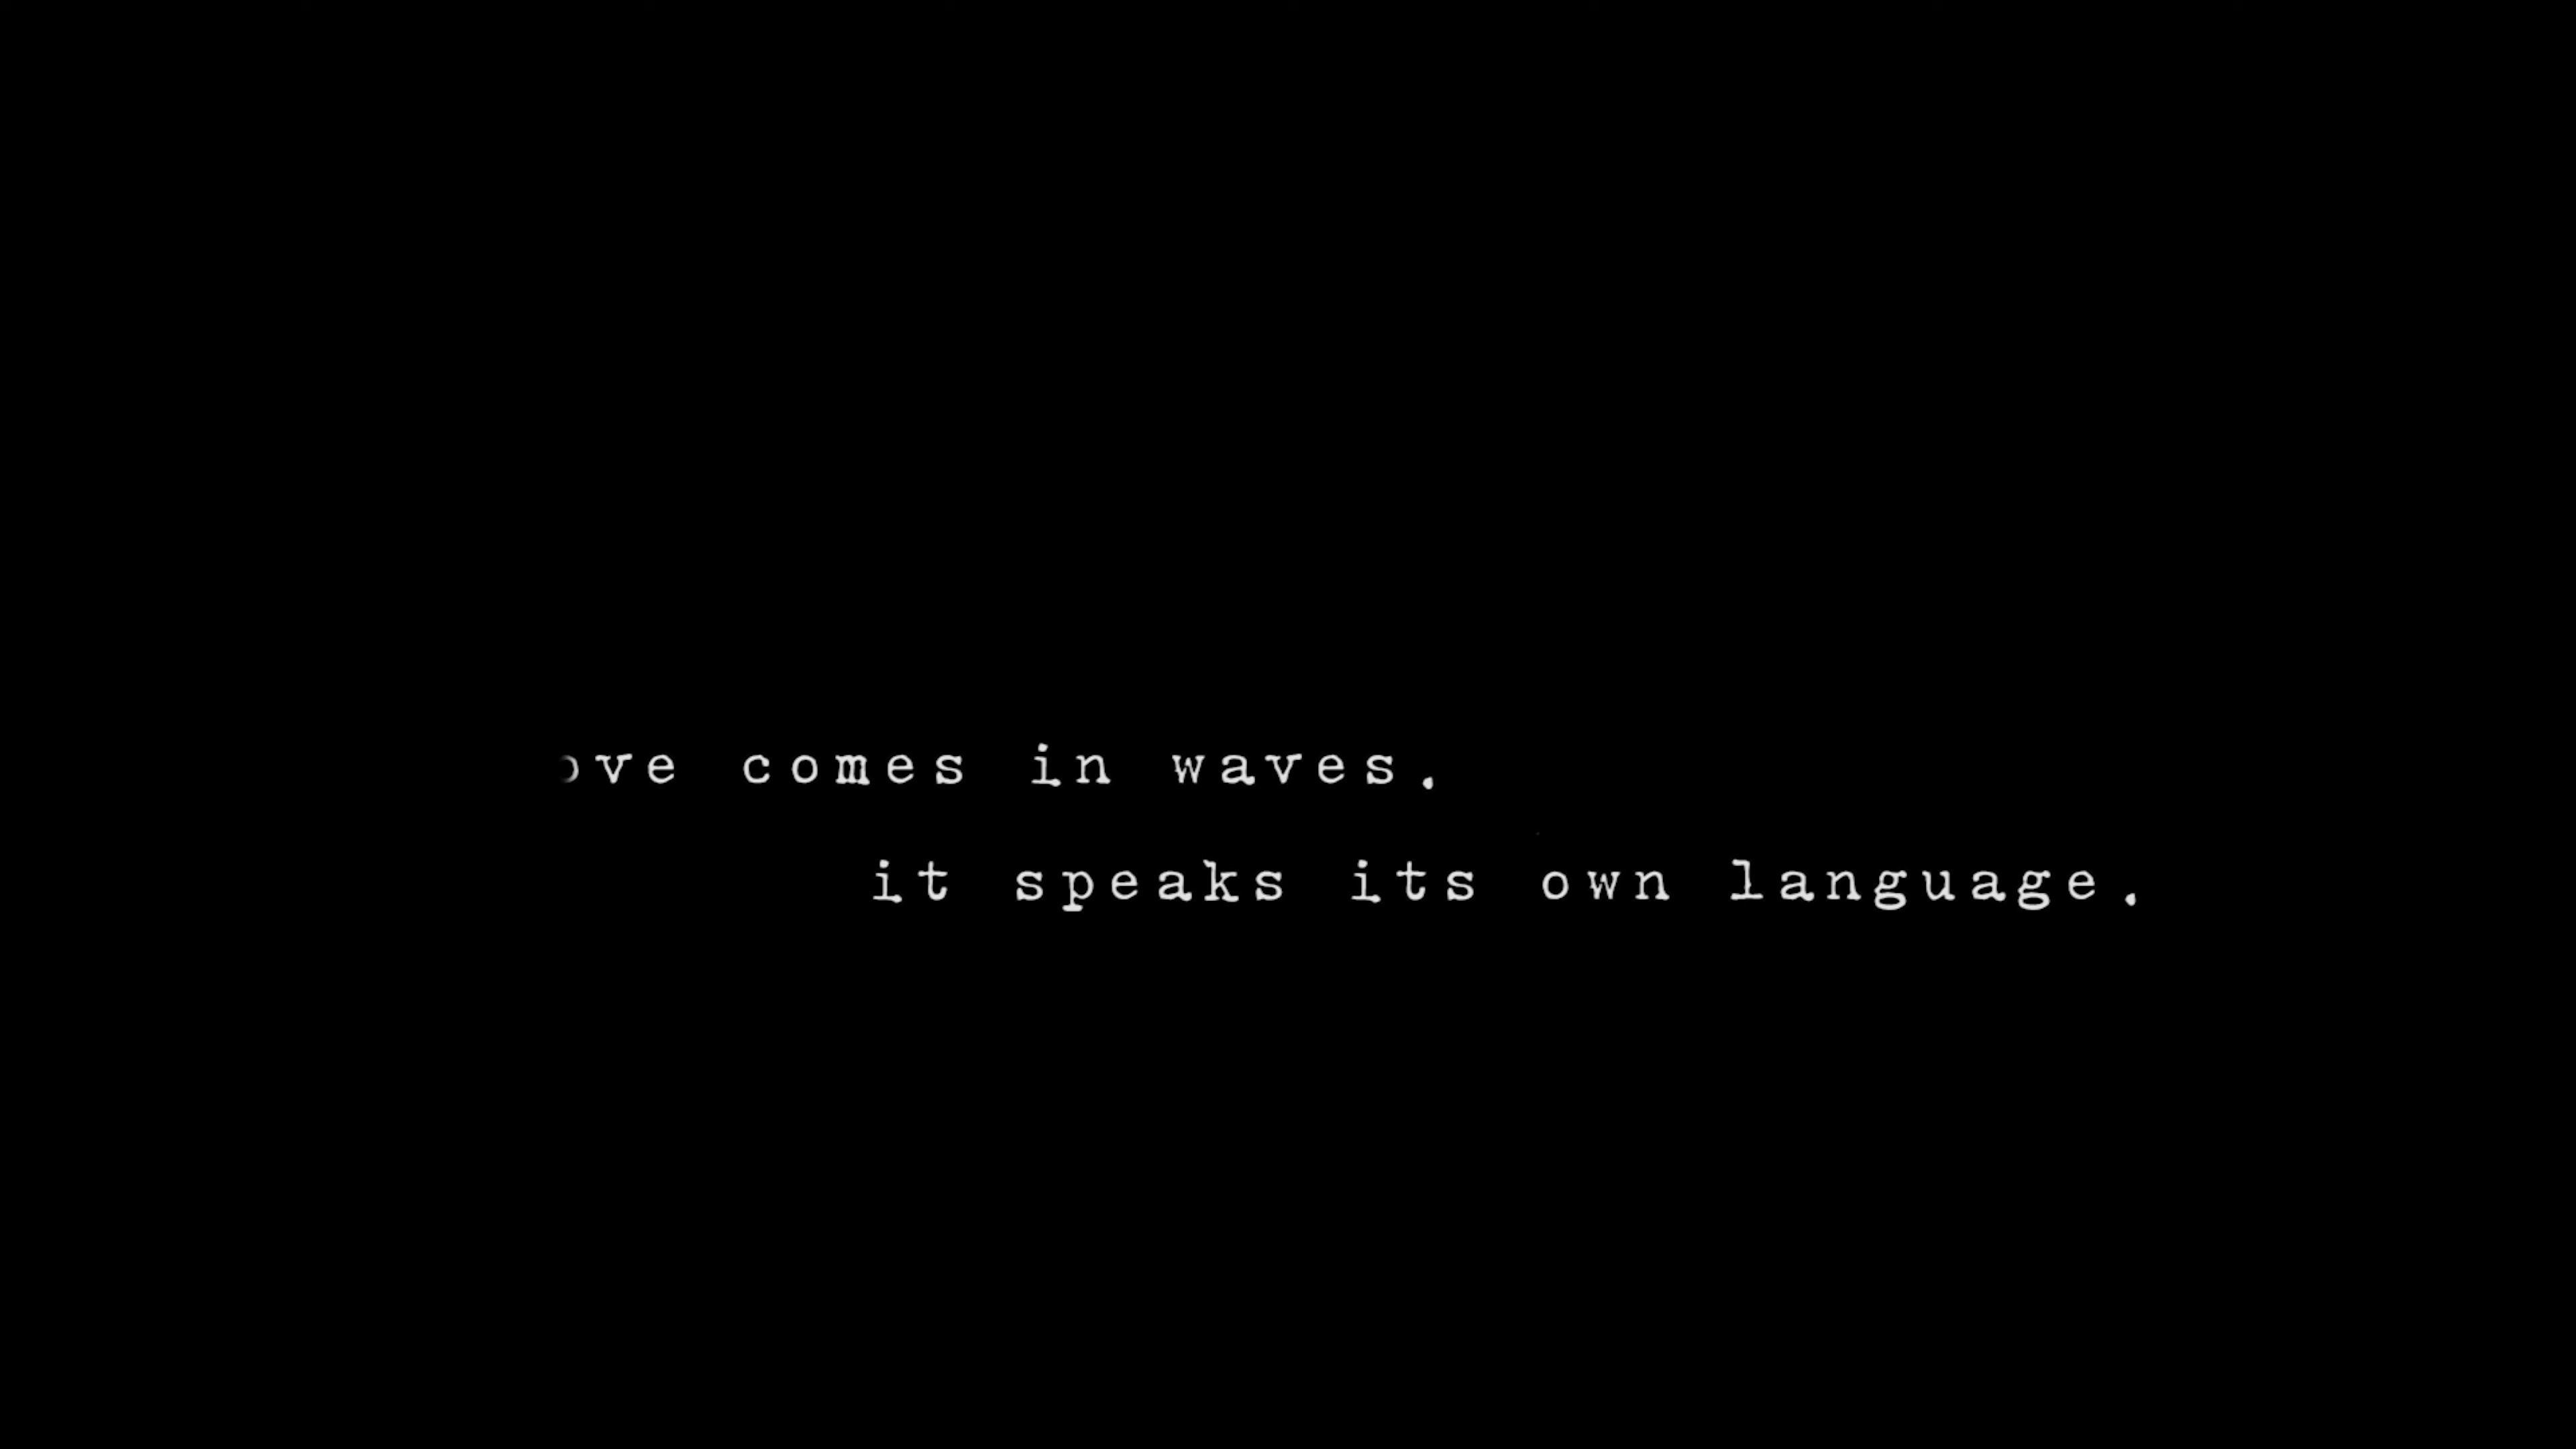 ove comes in waves.
it speaks its own language.